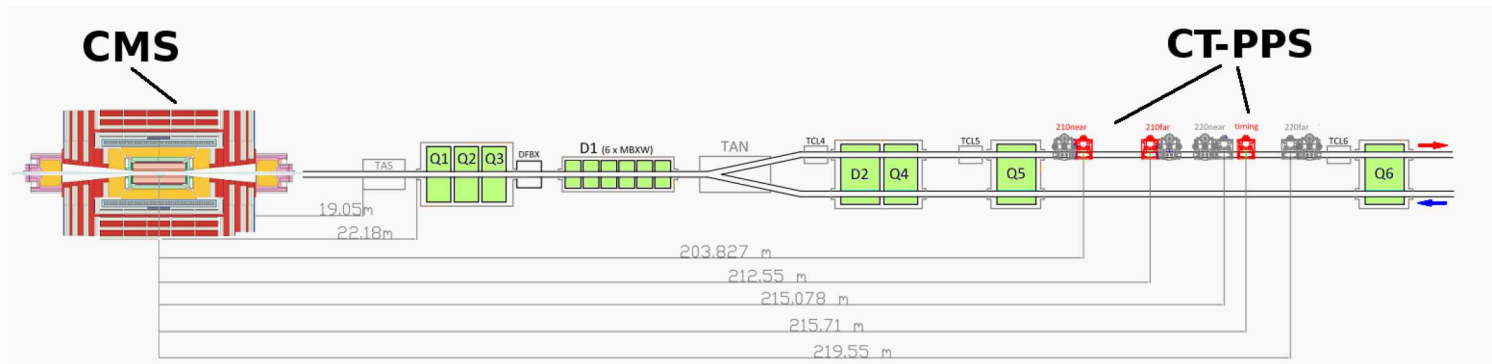 CMS
CT-PPS
210near
210far
220near
timing
220far
TCL4
TCL5
TCL6
TAS
Q1 Q2 Q3
DFBX
D1 (6 x MBXW)
TAN
D2 Q4
Q5
Q6
19.05m
22.18m
203.827 m
212.55 m
215.078 m
215.71 m
219.55 m